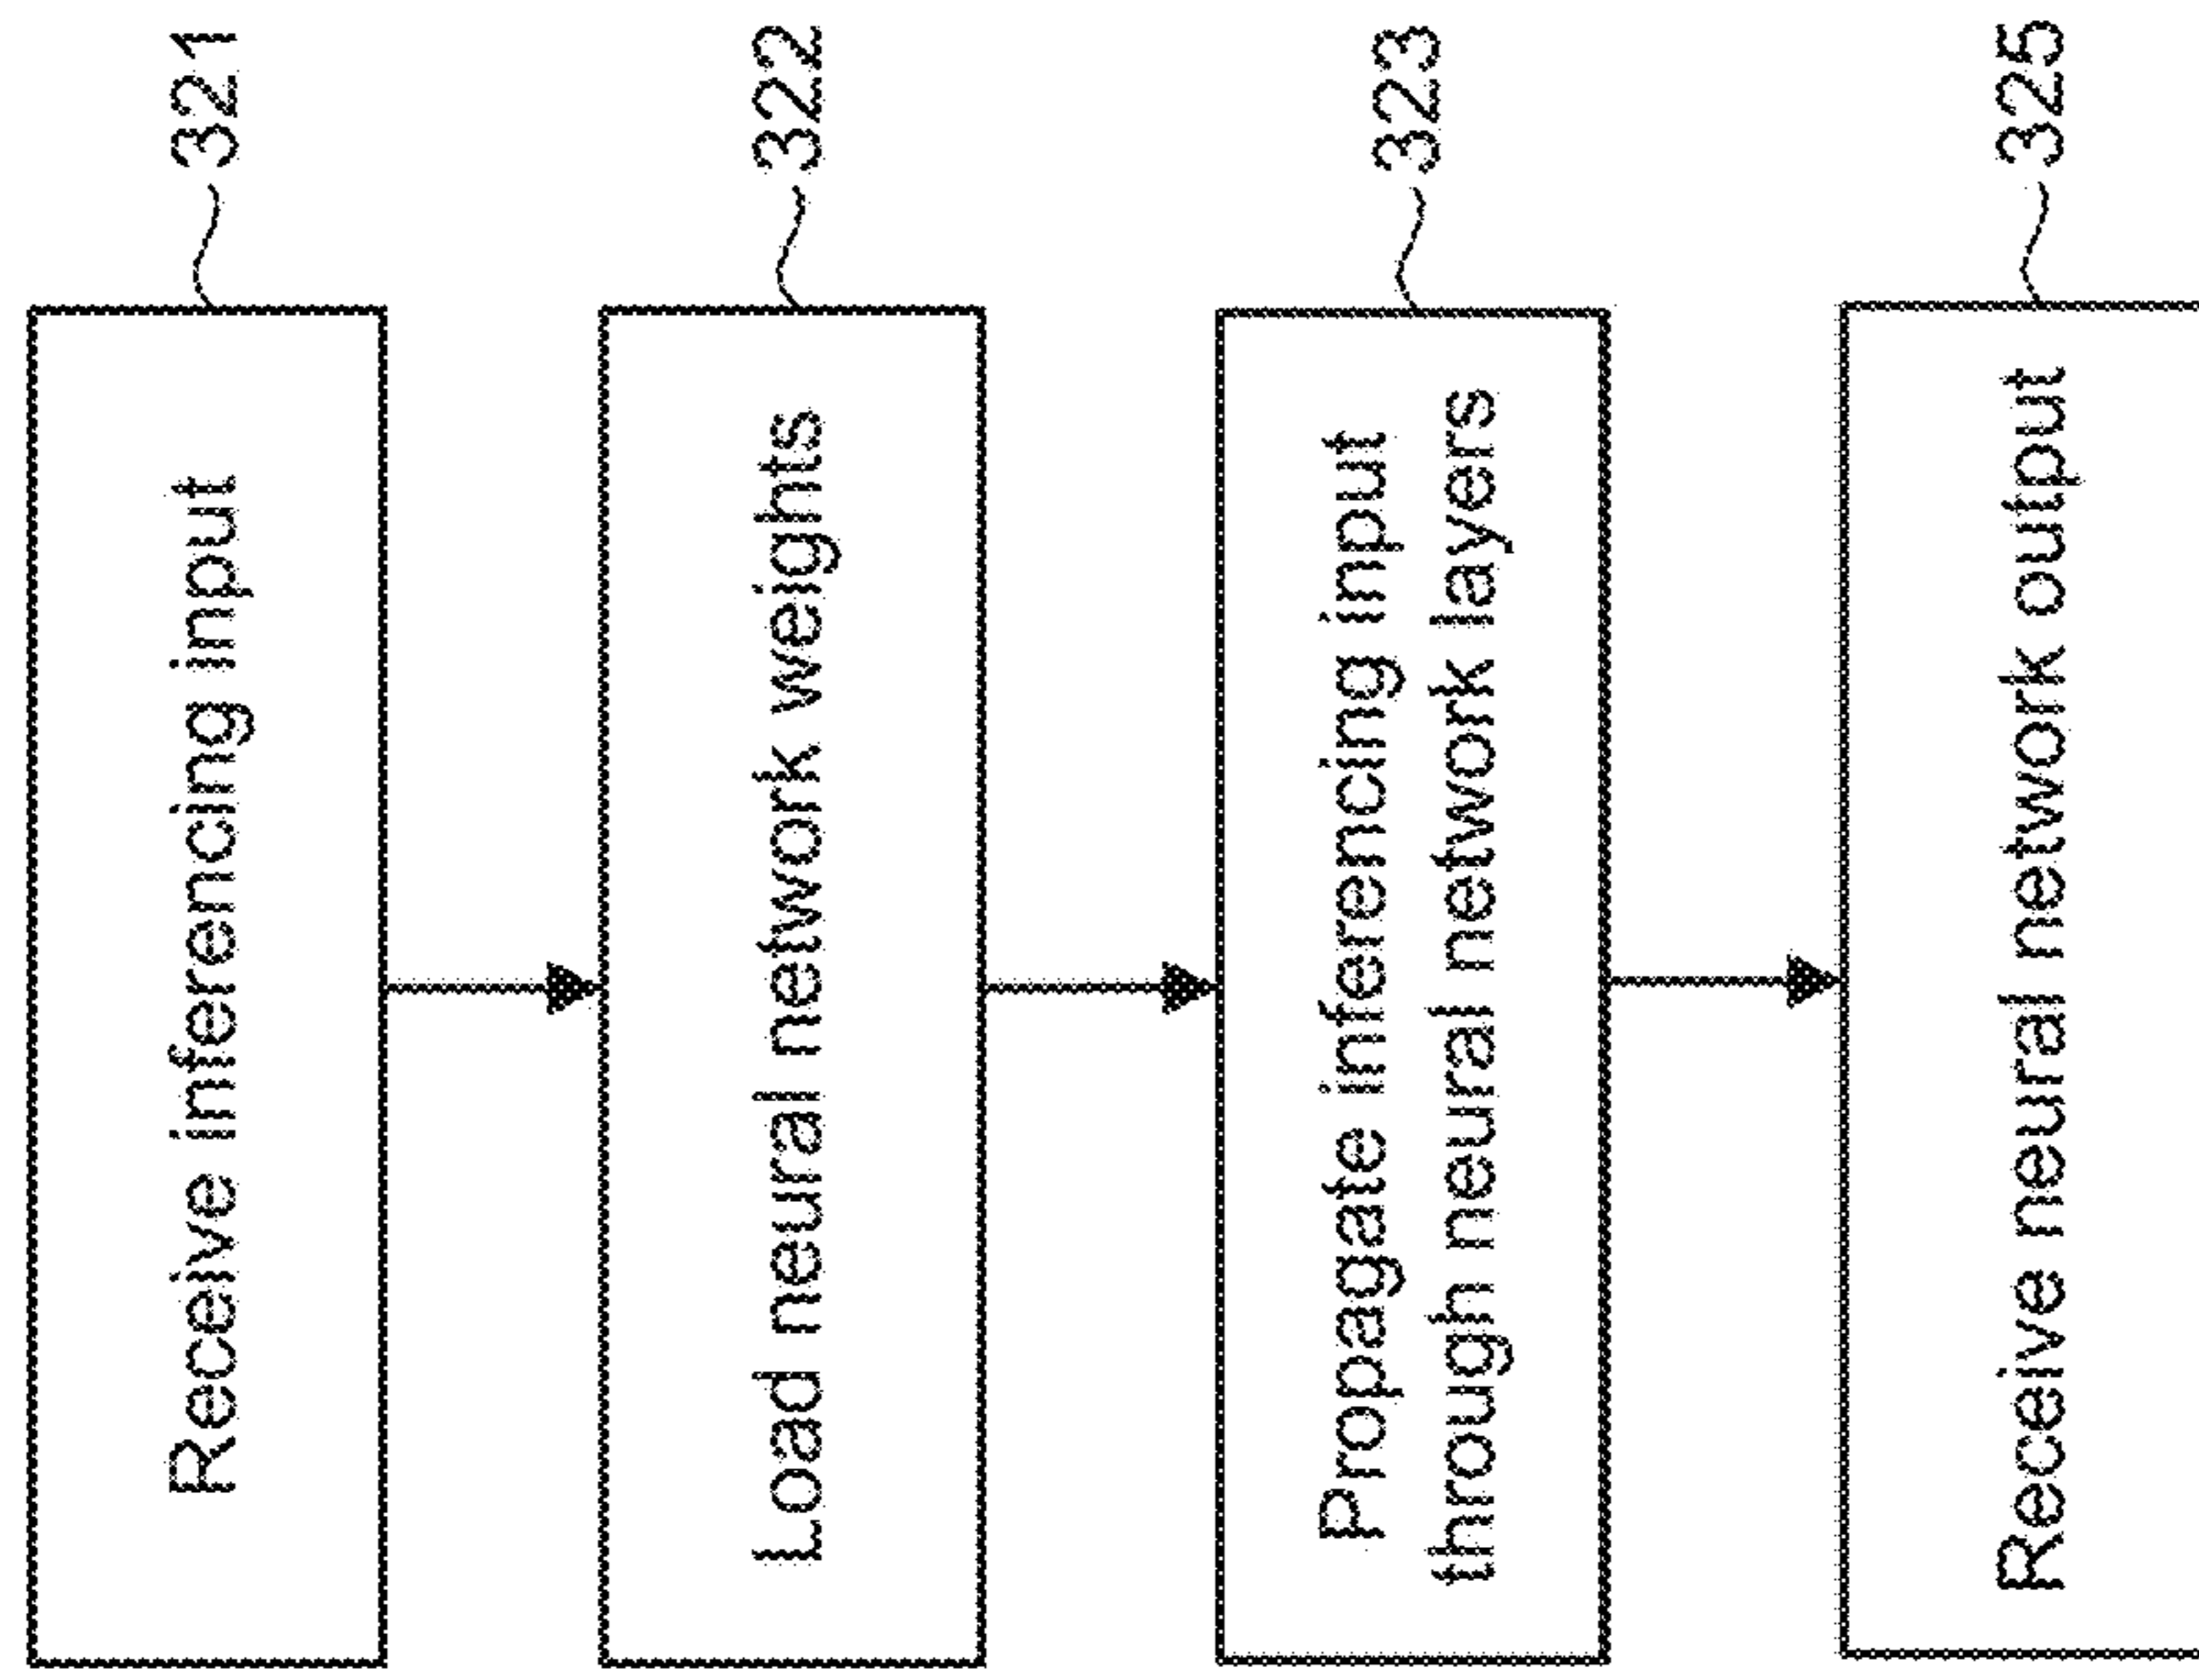 Receive inferencing input
321
Load neural network weights
322
Propagate inferencing input
through neural network layers
323
Receive neural network output
325